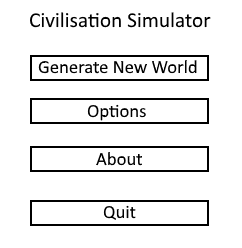 Civilisation Simulator
Generate New World
Options
About
Quit